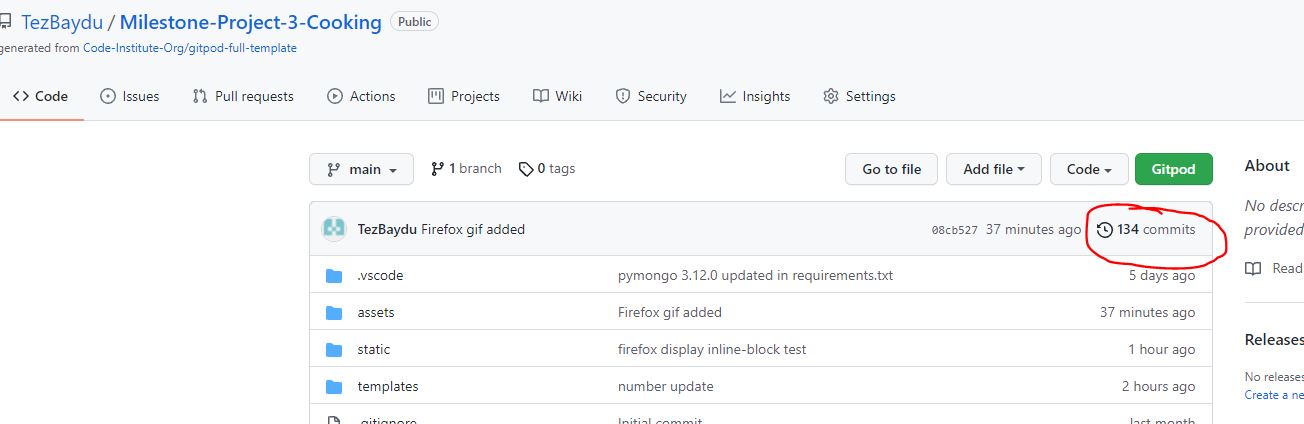 TezBaydu / Milestone-Project-3-Cooking Public
generated from Code-Institute-Org/gitpod-full-template
Code Issues Pull requests Actions Projects Wiki Security Insights Settings
main 1 branch 0 tags Go to file Add file Code Gitpod
TezBaydu Firefox gif added 08cb527 37 minutes ago 134 commits
.vscode pymongo 3.12.0 updated in requirements.txt 5 days ago
assets Firefox gif added 37 minutes ago
static firefox display inline-block test 1 hour ago
templates number update 2 hours ago
.gitignore Initial commit last month
About
No descr
provided
Read
Releases
No releases
Create a ne